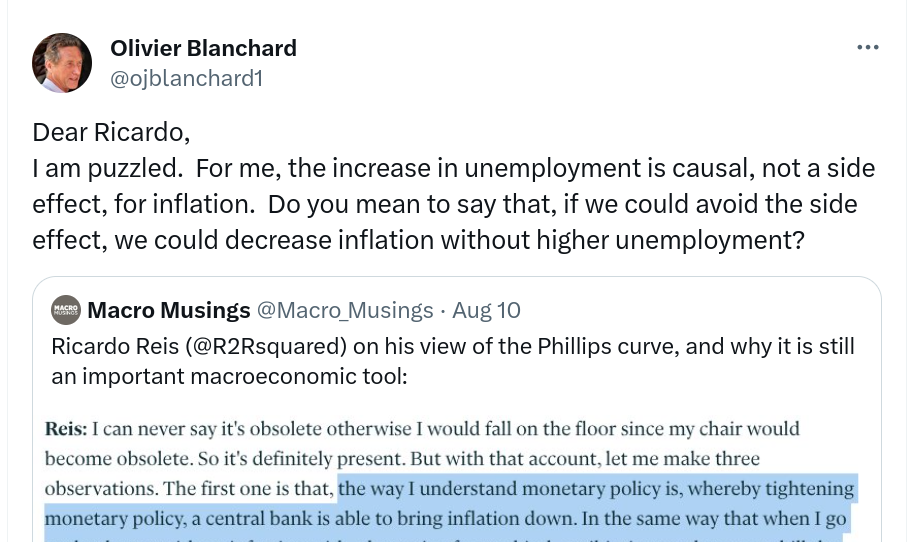 Olivier Blanchard
@ojblanchard1
Dear Ricardo,
I am puzzled.  For me, the increase in unemployment is causal, not a side
effect, for inflation.  Do you mean to say that, if we could avoid the side
effect, we could decrease inflation without higher unemployment?
MACRO
MUSINGS
Macro Musings @Macro_Musings · Aug 10
Ricardo Reis (@R2Rsquared) on his view of the Phillips curve, and why it is still
an important macroeconomic tool:
Reis: I can never say it's obsolete otherwise I would fall on the floor since my chair would
become obsolete. So it's definitely present. But with that account, let me make three
observations. The first one is that, the way I understand monetary policy is, whereby tightening
monetary policy, a central bank is able to bring inflation down. In the same way that when I go